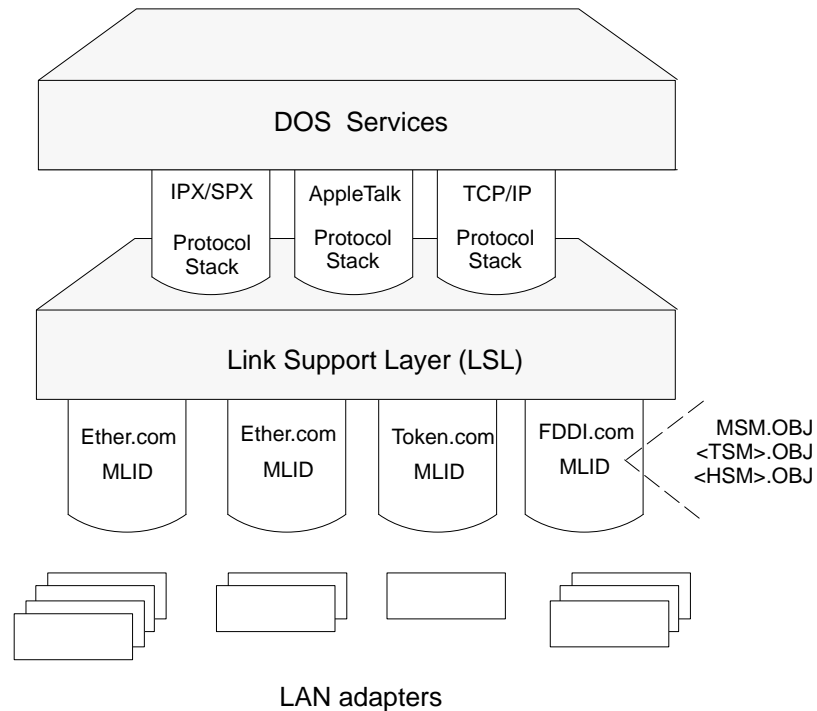 DOS Services
IPX/SPX
Protocol
Stack
AppleTalk
Protocol
Stack
TCP/IP
Protocol
Stack
Link Support Layer (LSL)
Ether.com
MLID
Ether.com
MLID
Token.com
MLID
FDDI.com
MLID
MSM.OBJ
<TSM>.OBJ
<HSM>.OBJ
LAN adapters